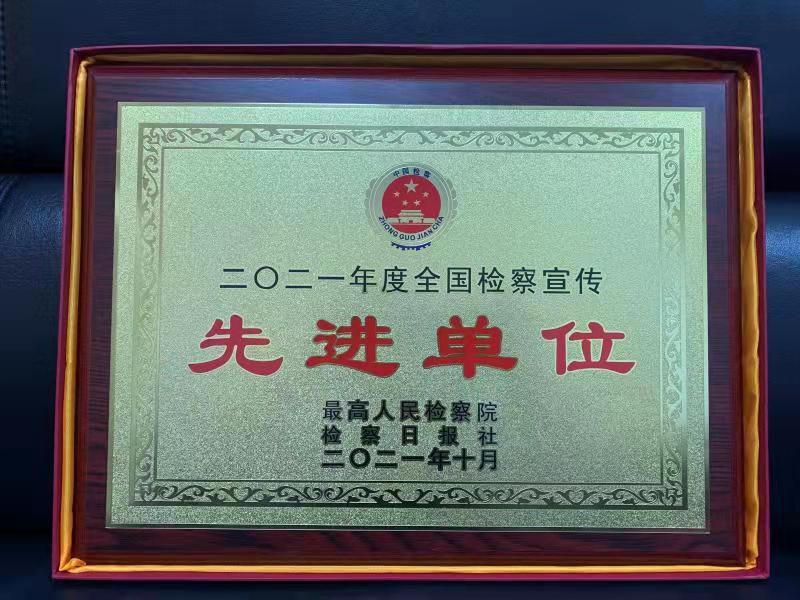 中国检察
ZHONG GUO JIAN CHA
二〇二一年度全国检察宣传
先进单位
最高人民检察院
检察日报社
二〇二一年十月